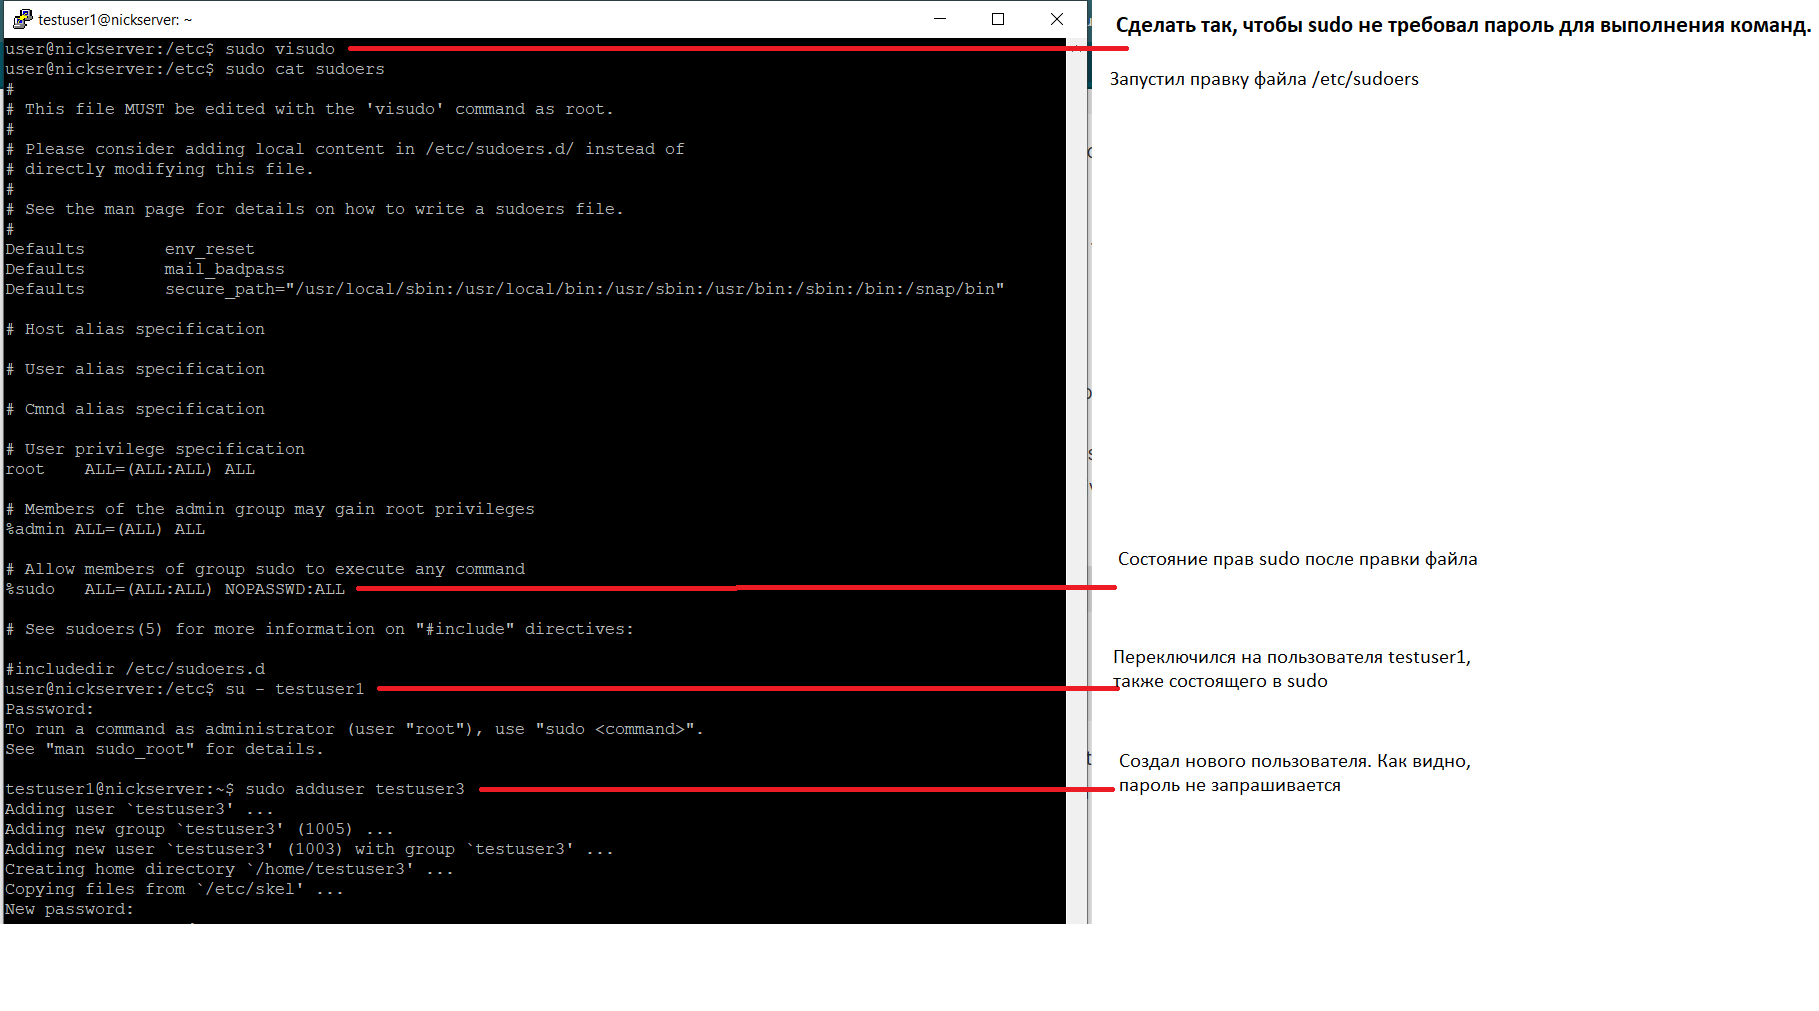 testuser1@nickserver: ~
user@nickserver:/etc$ sudo visudo
user@nickserver:/etc$ sudo cat sudoers
#
# This file MUST be edited with the 'visudo' command as root.
#
# Please consider adding local content in /etc/sudoers.d/ instead of
# directly modifying this file.
#
# See the man page for details on how to write a sudoers file.
#
Defaults        env_reset
Defaults        mail_badpass
Defaults        secure_path="/usr/local/sbin:/usr/local/bin:/usr/sbin:/usr/bin:/sbin:/bin:/snap/bin"
# Host alias specification
# User alias specification
# Cmnd alias specification
# User privilege specification
root    ALL=(ALL:ALL) ALL
# Members of the admin group may gain root privileges
%admin ALL=(ALL) ALL
# Allow members of group sudo to execute any command
%sudo   ALL=(ALL:ALL) NOPASSWD:ALL
# See sudoers(5) for more information on "#include" directives:
#includedir /etc/sudoers.d
user@nickserver:/etc$ su - testuser1
Password:
To run a command as administrator (user "root"), use "sudo <command>".
See "man sudo_root" for details.
testuser1@nickserver:~$ sudo adduser testuser3
Adding user `testuser3' ...
Adding new group `testuser3' (1005) ...
Adding new user `testuser3' (1003) with group `testuser3' ...
Creating home directory `/home/testuser3' ...
Copying files from `/etc/skel' ...
New password:
Сделать так, чтобы sudo не требовал пароль для выполнения команд.
Запустил правку файла /etc/sudoers
Состояние прав sudo после правки файла
Переключился на пользователя testuser1,
также состоящего в sudo
Создал нового пользователя. Как видно,
пароль не запрашивается